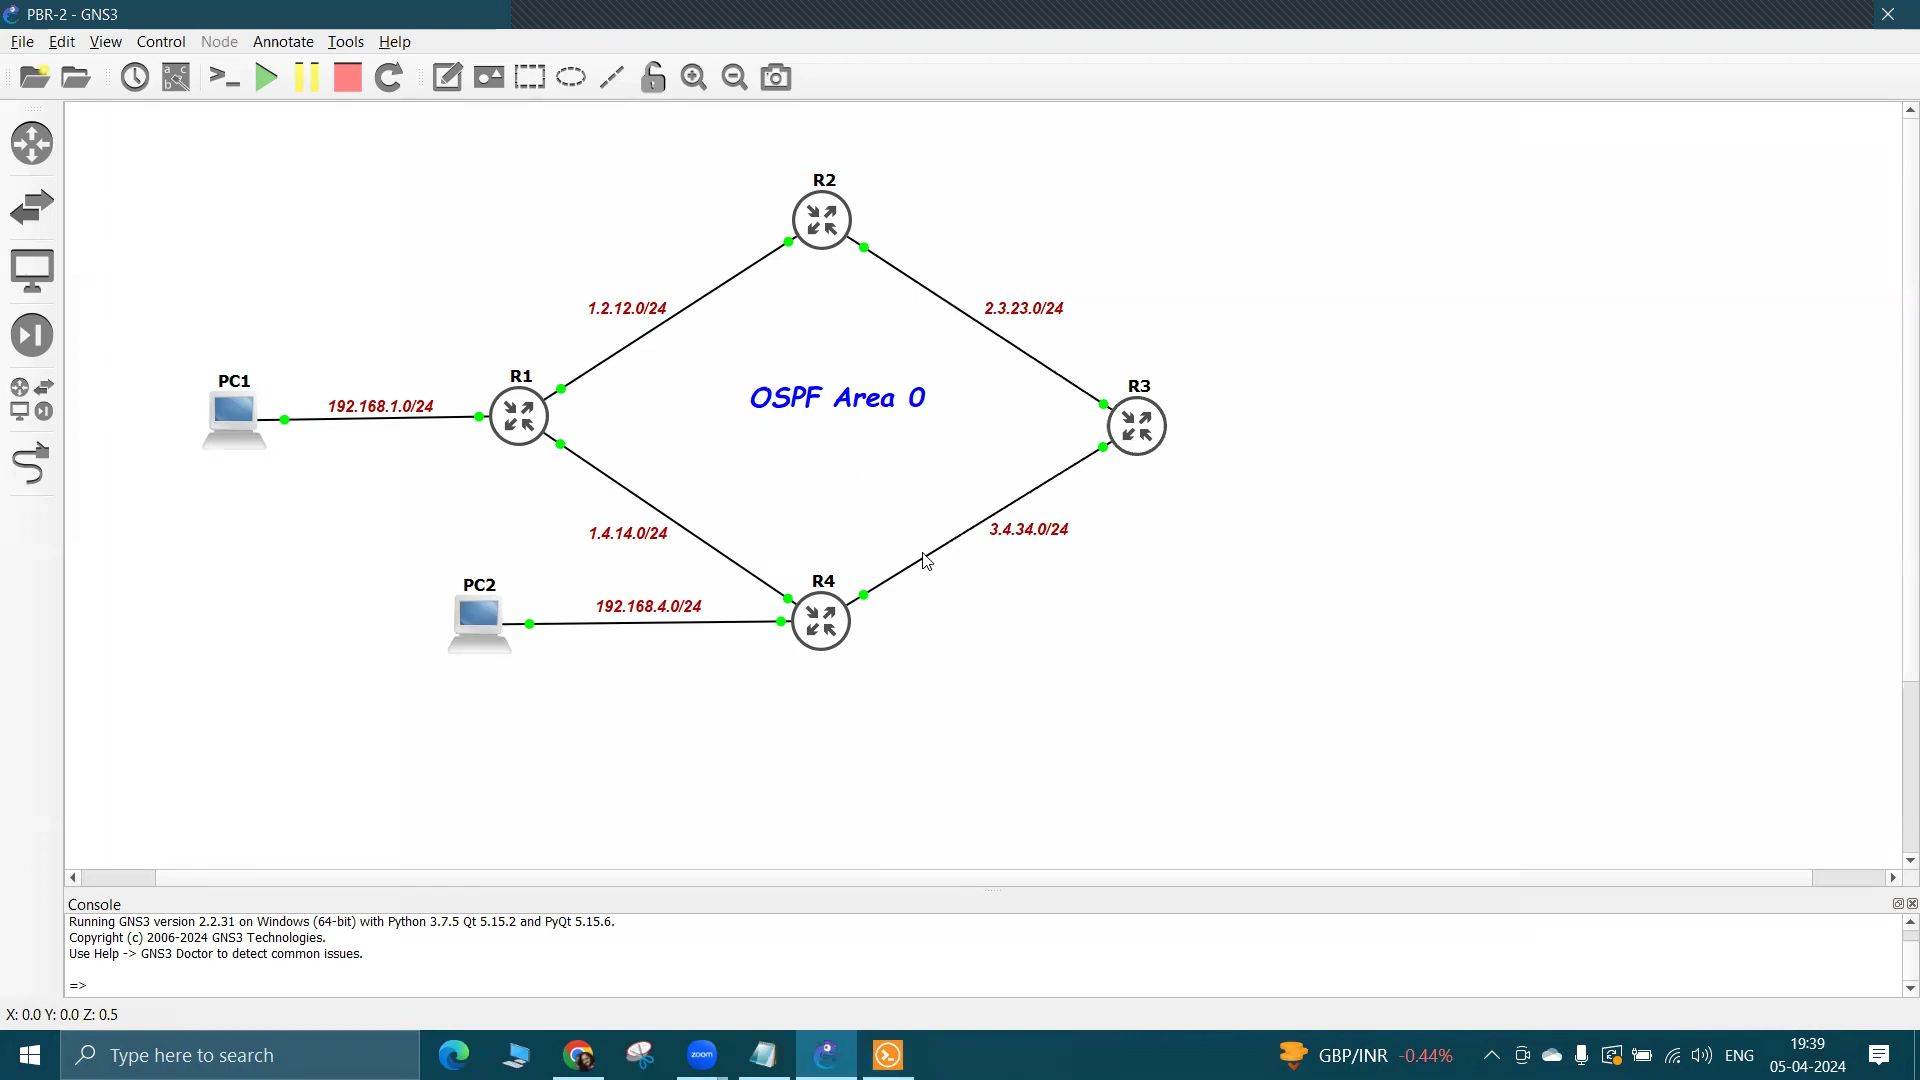 PBR-2 - GNS3
File Edit View Control Node Annotate Tools Help
R2
1.2.12.0/24
2.3.23.0/24
PC1
R1
R3
192.168.1.0/24
OSPF Area 0
1.4.14.0/24
3.4.34.0/24
PC2
R4
192.168.4.0/24
Console
Running GNS3 version 2.2.31 on Windows (64-bit) with Python 3.7.5 Qt 5.15.2 and PyQt 5.15.6.
Copyright (c) 2006-2024 GNS3 Technologies.
Use Help -> GNS3 Doctor to detect common issues.
=>
X: 0.0 Y: 0.0 Z: 0.5
Type here to search
zoom
GBP/INR -0.44%
ENG
19:39
05-04-2024